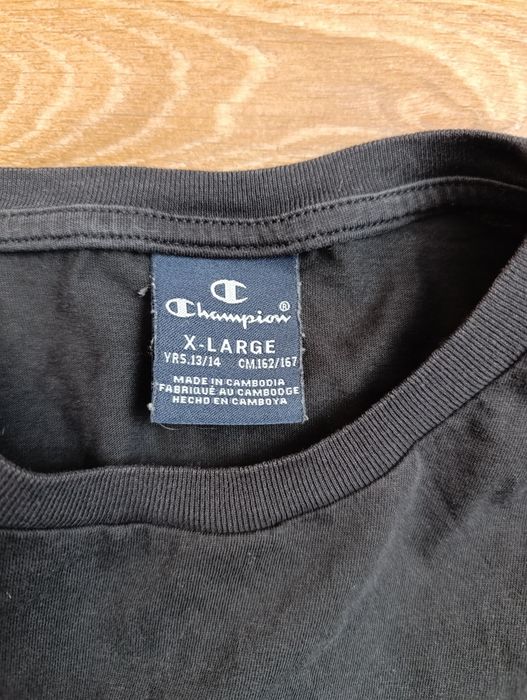 Champion®
X-LARGE
YRS.13/14 CM.162/167
MADE IN CAMBODIA
FABRIQUÉ AU CAMBODGE
HECHO EN CAMBOYA